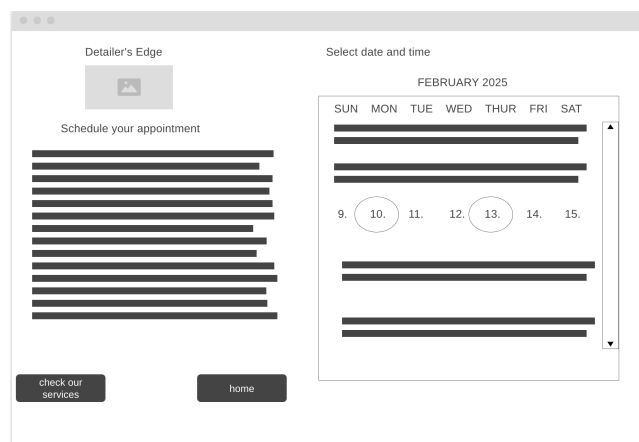 Detailer's Edge
Schedule your appointment
check our
services
home
Select date and time
FEBRUARY 2025
SUN MON TUE WED THUR FRI SAT
9. 10. 11. 12. 13. 14. 15.